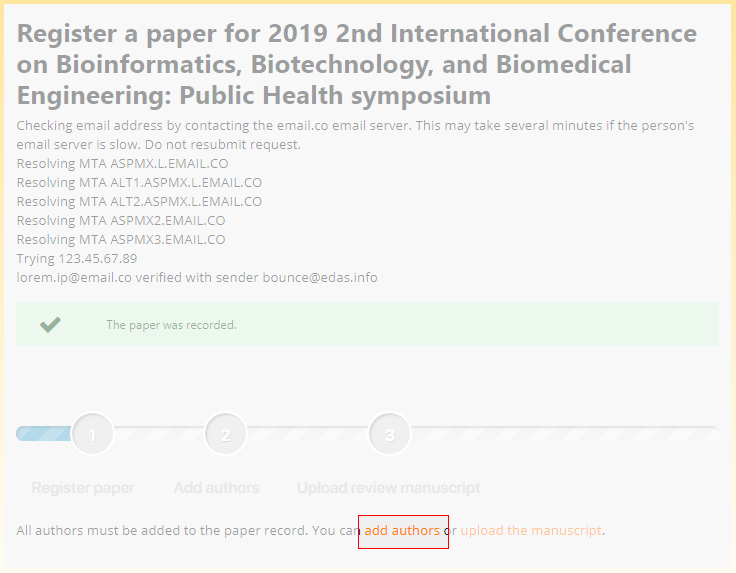 Register a paper for 2019 2nd International Conference
on Bioinformatics, Biotechnology, and Biomedical
Engineering: Public Health symposium
Checking email address by contacting the email.co email server. This may take several minutes if the person's
email server is slow. Do not resubmit request.
Resolving MTA ASPMX.L.EMAIL.CO
Resolving MTA ALT1.ASPMX.L.EMAIL.CO
Resolving MTA ALT2.ASPMX.L.EMAIL.CO
Resolving MTA ASPMX2.EMAIL.CO
Resolving MTA ASPMX3.EMAIL.CO
Trying 123.45.67.89
lorem.ip@email.co verified with sender bounce@edas.info
The paper was recorded.
1 2 3
Register paper Add authors Upload review manuscript
All authors must be added to the paper record. You can add authors or upload the manuscript.